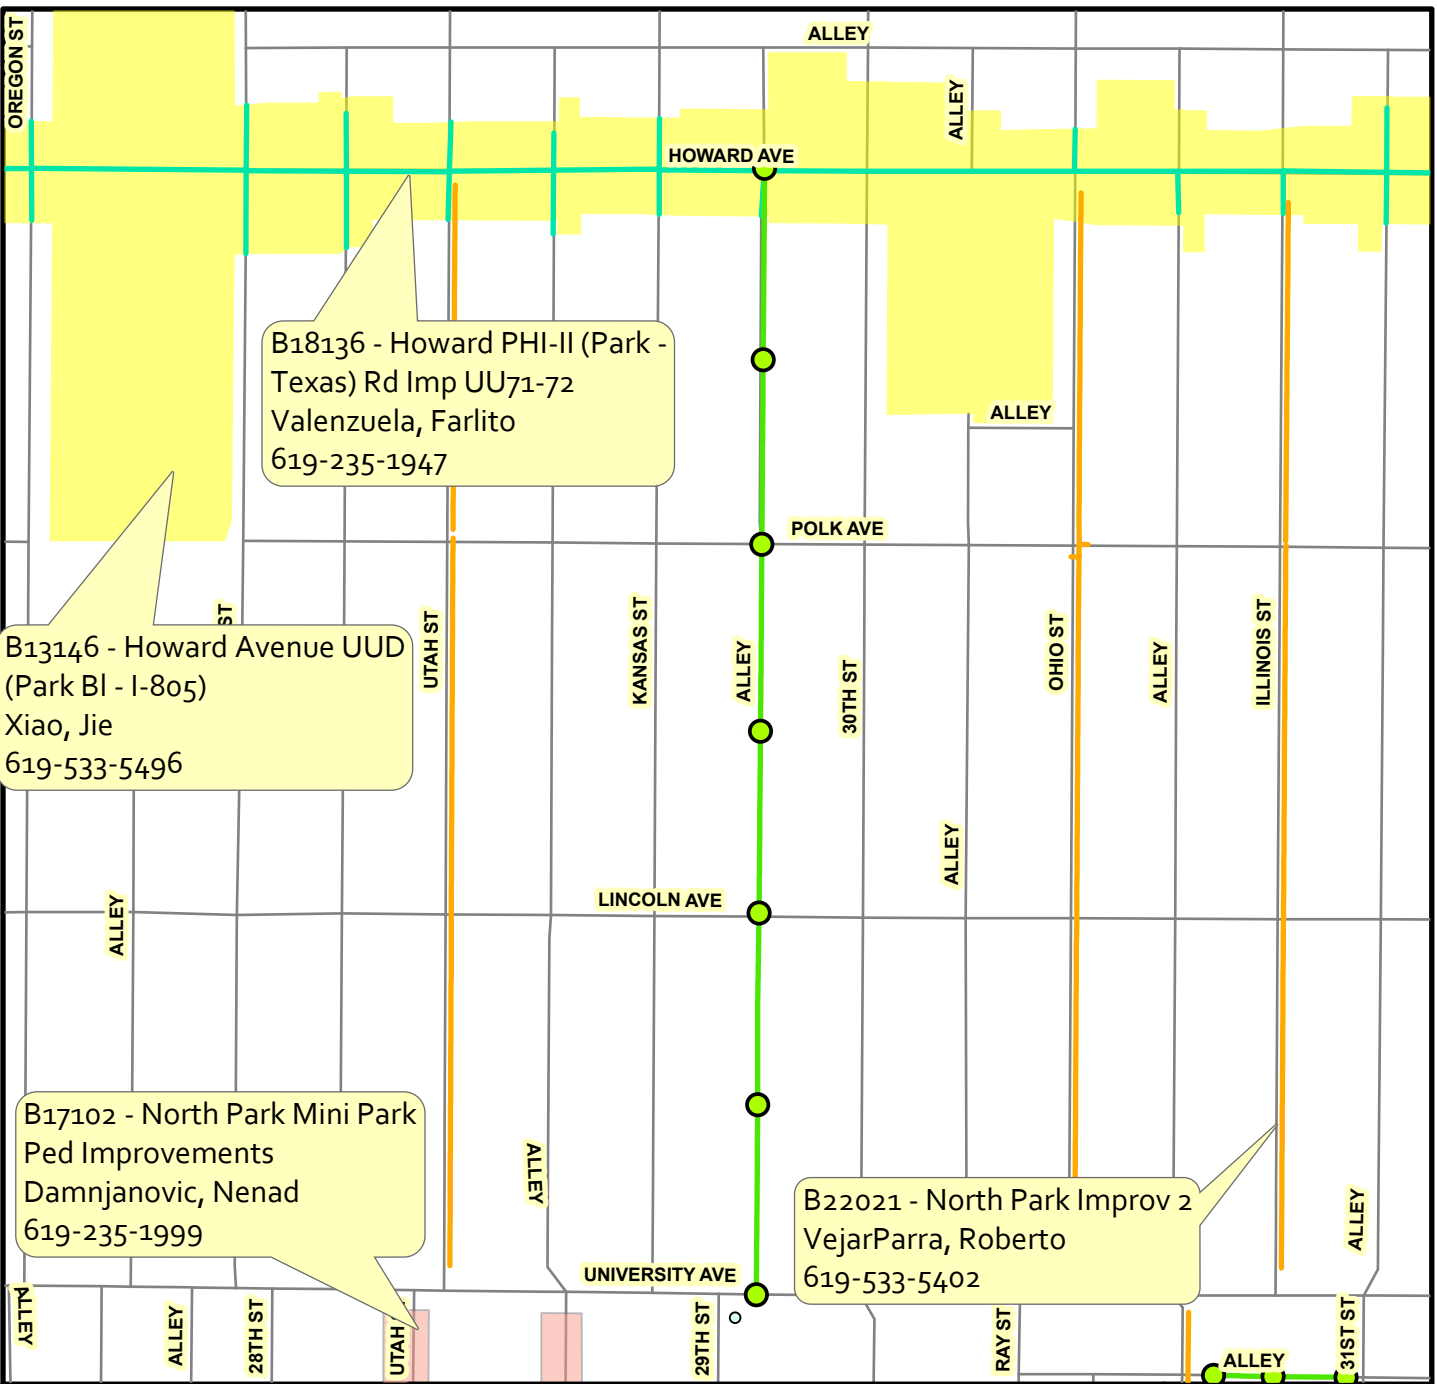 OREGON ST
ALLEY
ALLEY
HOWARD AVE
B18136 - Howard PHI-II (Park -
Texas) Rd Imp UU71-72
Valenzuela, Farlito
619-235-1947
ALLEY
POLK AVE
ST
UTAH ST
KANSAS ST
ALLEY
30TH ST
OHIO ST
ALLEY
ILLINOIS ST
B13146 - Howard Avenue UUD
(Park Bl - I-805)
Xiao, Jie
619-533-5496
ALLEY
LINCOLN AVE
ALLEY
B17102 - North Park Mini Park
Ped Improvements
Damnjanovic, Nenad
619-235-1999
ALLEY
B22021 - North Park Improv 2
VejarParra, Roberto
619-533-5402
ALLEY
UNIVERSITY AVE
ALLEY
ALLEY
28TH ST
UTAH
29TH ST
RAY ST
ALLEY
31ST ST